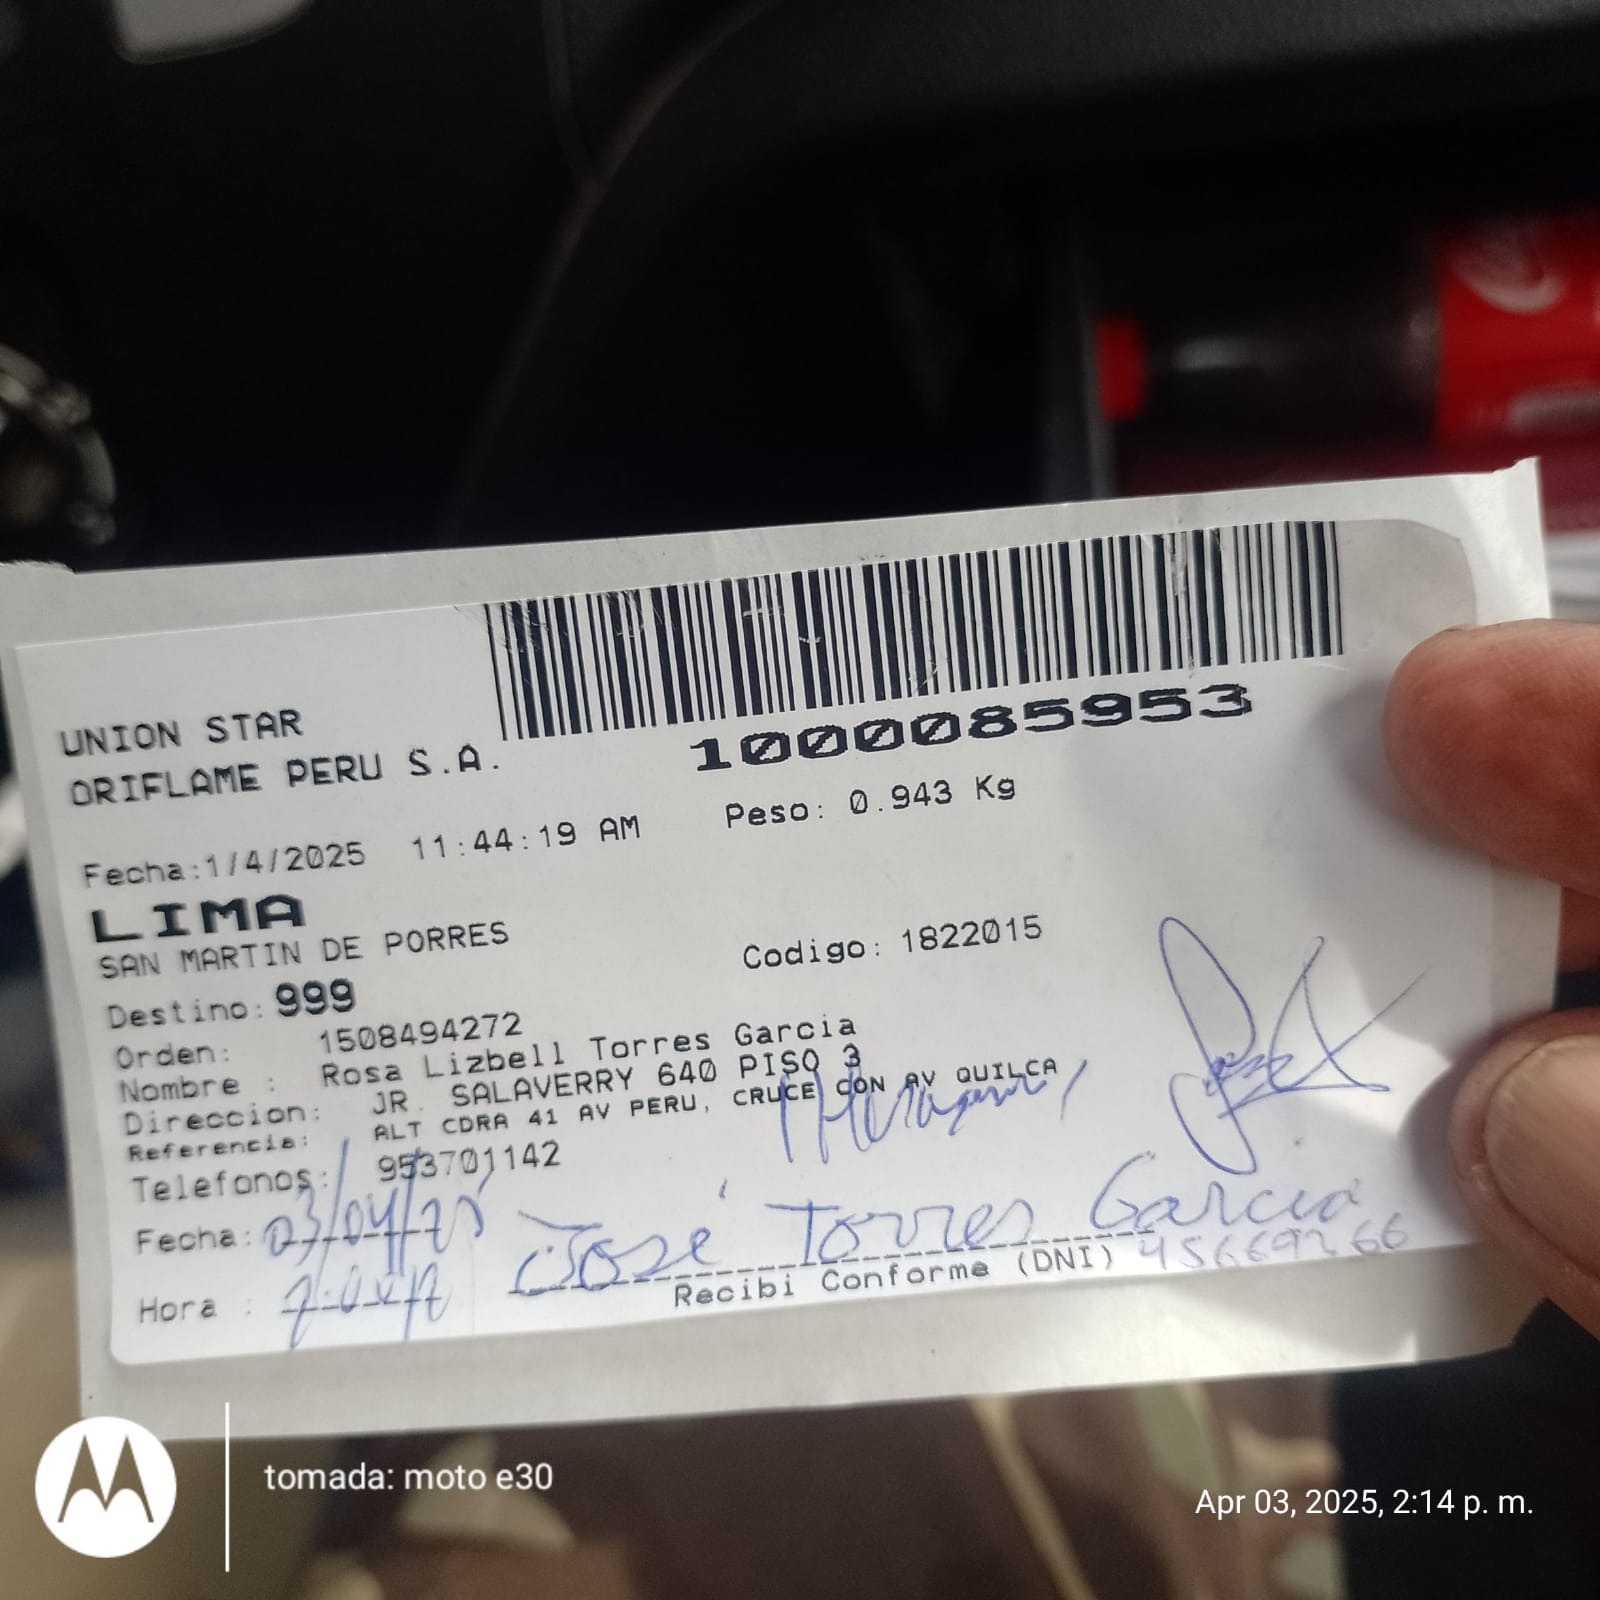 1000085953
UNION STAR
ORIFLAME PERU S.A.
Fecha:1/4/2025 11:44:19 AM Peso: 0.943 Kg
LIMA
SAN MARTIN DE PORRES
Codigo: 1822015
Destino: 999
Orden: 1508494272
Nombre : Rosa Lizbell Torres Garcia
Direccion: JR. SALAVERRY 640 PISO 3
Referencia: ALT CDRA 41 AV PERU, CRUCE CON AV QUILCA
Telefonos: 953701142
Fecha: 03/04/25
José Torres Garcia
Recibi Conforme (DNI)
Hora :
tomada: moto e30
Apr 03, 2025, 2:14 p. m.